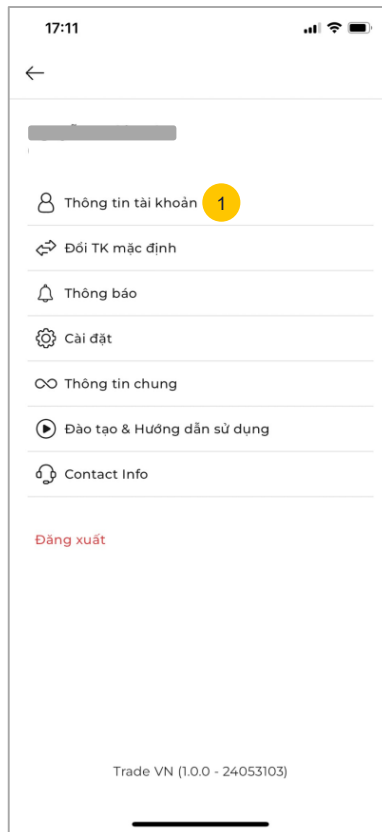 17:11
Thông tin tài khoản 1
Đổi TK mặc định
Thông báo
Cài đặt
Thông tin chung
Đào tạo & Hướng dẫn sử dụng
Contact Info
Đăng xuất
Trade VN (1.0.0 - 24053103)